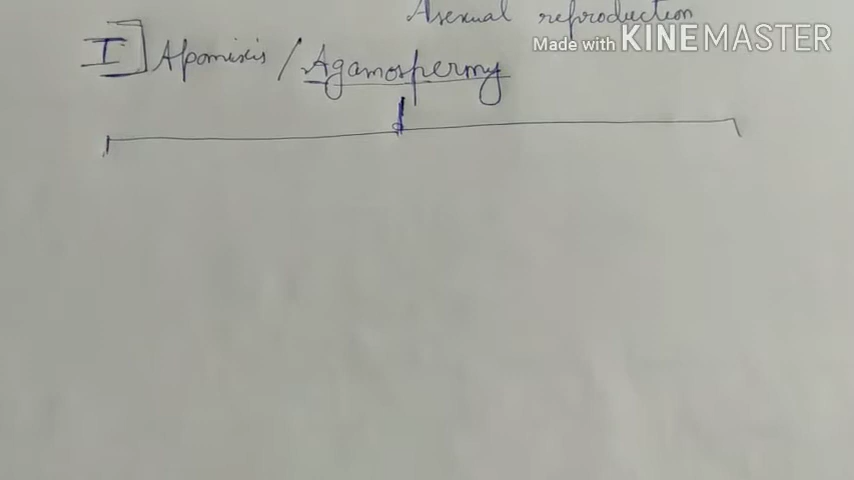 Asexual reproduction
Made with KINEMASTER
I] Apomixis / Agamospermy